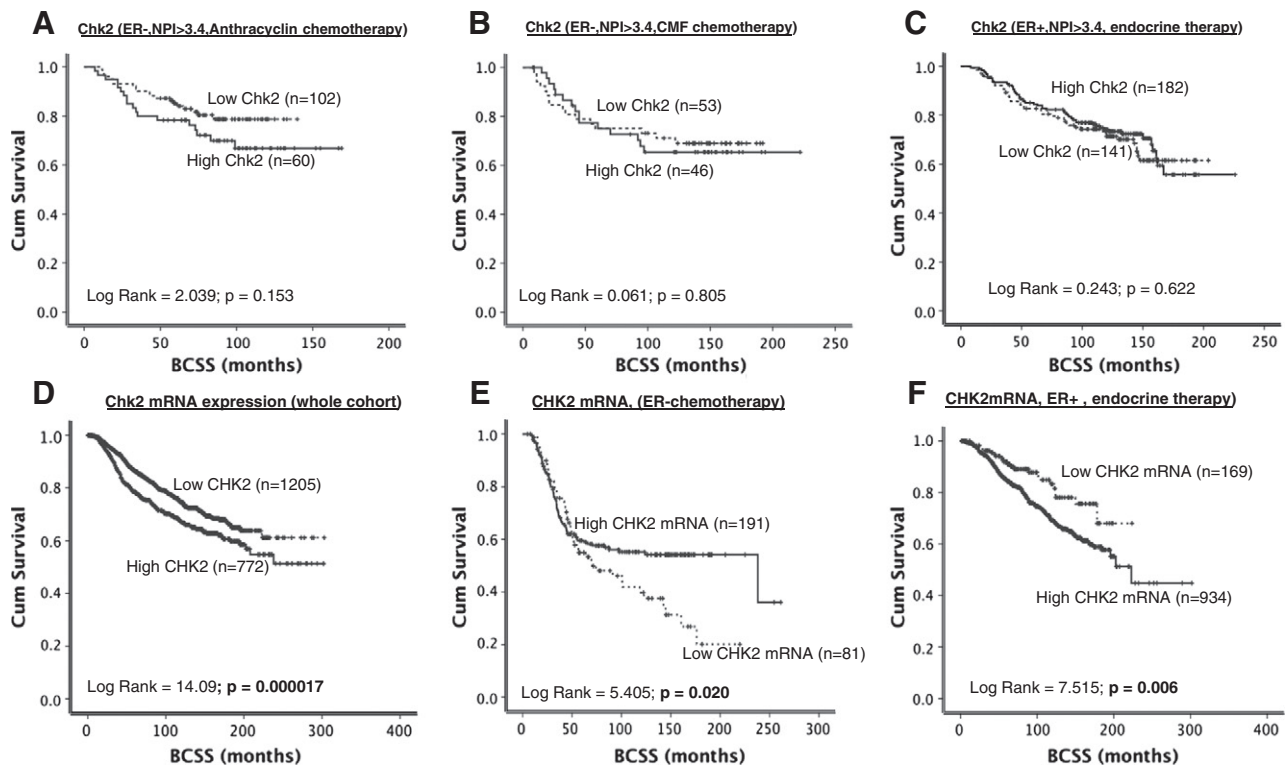 A
Chk2 (ER-,NPI>3.4,Anthracyclin chemotherapy)
Cum Survival
1.0
0.8
0.6
0.4
0.2
0.0
Low Chk2 (n=102)
High Chk2 (n=60)
Log Rank = 2.039; p = 0.153
0 50 100 150 200
BCSS (months)
B
Chk2 (ER-,NPI>3.4,CMF chemotherapy)
Cum Survival
1.0
0.8
0.6
0.4
0.2
0.0
Low Chk2 (n=53)
High Chk2 (n=46)
Log Rank = 0.061; p = 0.805
0 50 100 150 200 250
BCSS (months)
C
Chk2 (ER+,NPI>3.4, endocrine therapy)
Cum Survival
1.0
0.8
0.6
0.4
0.2
0.0
High Chk2 (n=182)
Low Chk2 (n=141)
Log Rank = 0.243; p = 0.622
0 50 100 150 200 250
BCSS (months)
D
Chk2 mRNA expression (whole cohort)
Cum Survival
1.0
0.8
0.6
0.4
0.2
0.0
Low CHK2 (n=1205)
High CHK2 (n=772)
Log Rank = 14.09; p = 0.000017
0 100 200 300 400
BCSS (months)
E
CHK2 mRNA, (ER-chemotherapy)
Cum Survival
1.0
0.8
0.6
0.4
0.2
0.0
High CHK2 mRNA (n=191)
Low CHK2 mRNA (n=81)
Log Rank = 5.405; p = 0.020
0 50 100 150 200 250 300
BCSS (months)
F
CHK2mRNA, ER+ , endocrine therapy)
Cum Survival
1.0
0.8
0.6
0.4
0.2
0.0
Low CHK2 mRNA (n=169)
High CHK2 mRNA (n=934)
Log Rank = 7.515; p = 0.006
0 100 200 300 400
BCSS (months)